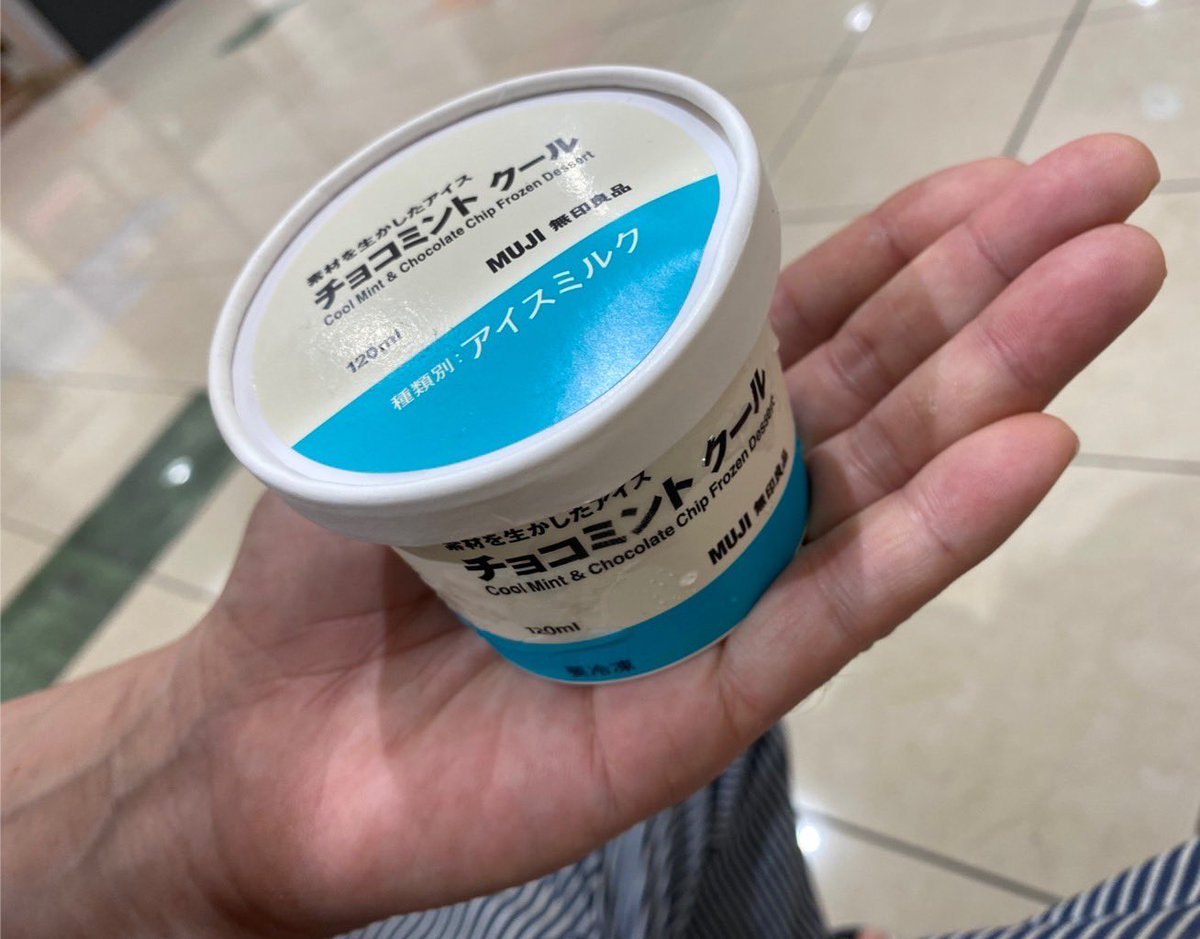 素材を生かしたアイス
チョコミント クール
Cool Mint & Chocolate Chip Frozen Dessert
MUJI 無印良品
120ml
種類別:アイスミルク
素材を生かしたアイス
チョコミント クール
Cool Mint & Chocolate Chip Frozen Dessert
MUJI 無印良品
120ml
要冷凍